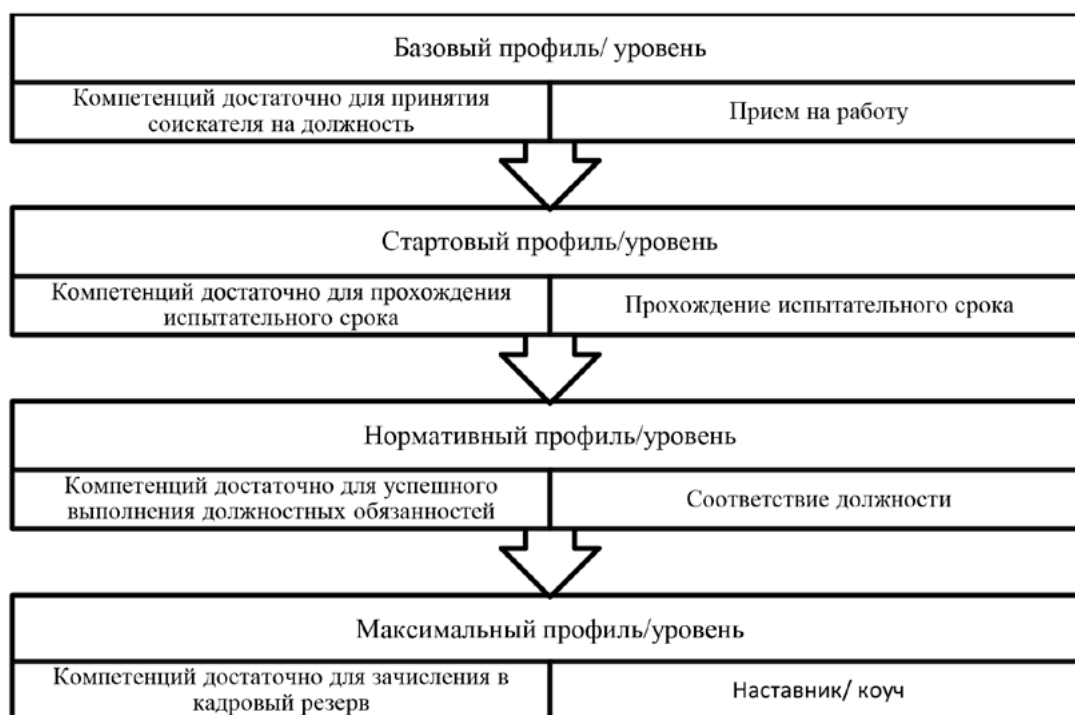 Базовый профиль/ уровень
Компетенций достаточно для принятия
соискателя на должность
Прием на работу
Стартовый профиль/уровень
Компетенций достаточно для прохождения
испытательного срока
Прохождение испытательного срока
Нормативный профиль/уровень
Компетенций достаточно для успешного
выполнения должностных обязанностей
Соответствие должности
Максимальный профиль/уровень
Компетенций достаточно для зачисления в
кадровый резерв
Наставник/ коуч